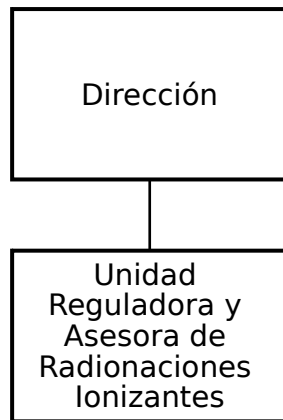 Dirección
Unidad
Reguladora y
Asesora de
Radionaciones
Ionizantes